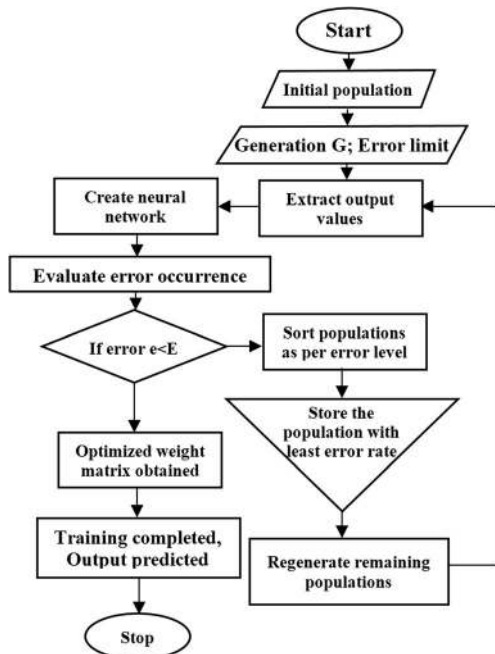 Start
Initial population
Generation G; Error limit
Extract output
values
Create neural
network
Evaluate error occurrence
If error e<E
Sort populations
as per error level
Store the
population with
least error rate
Regenerate remaining
populations
Optimized weight
matrix obtained
Training completed,
Output predicted
Stop